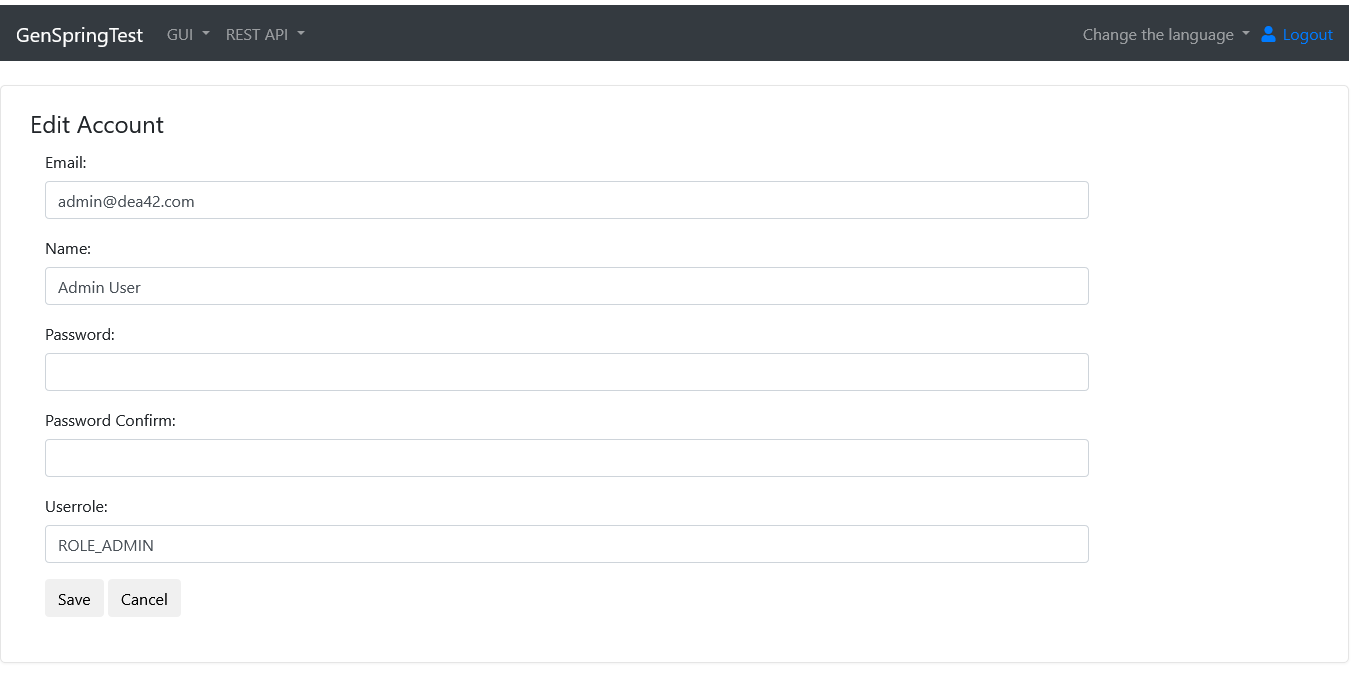 GenSpringTest GUI REST API Change the language Logout
Edit Account
Email:
admin@dea42.com
Name:
Admin User
Password:
Password Confirm:
Userrole:
ROLE_ADMIN
Save Cancel